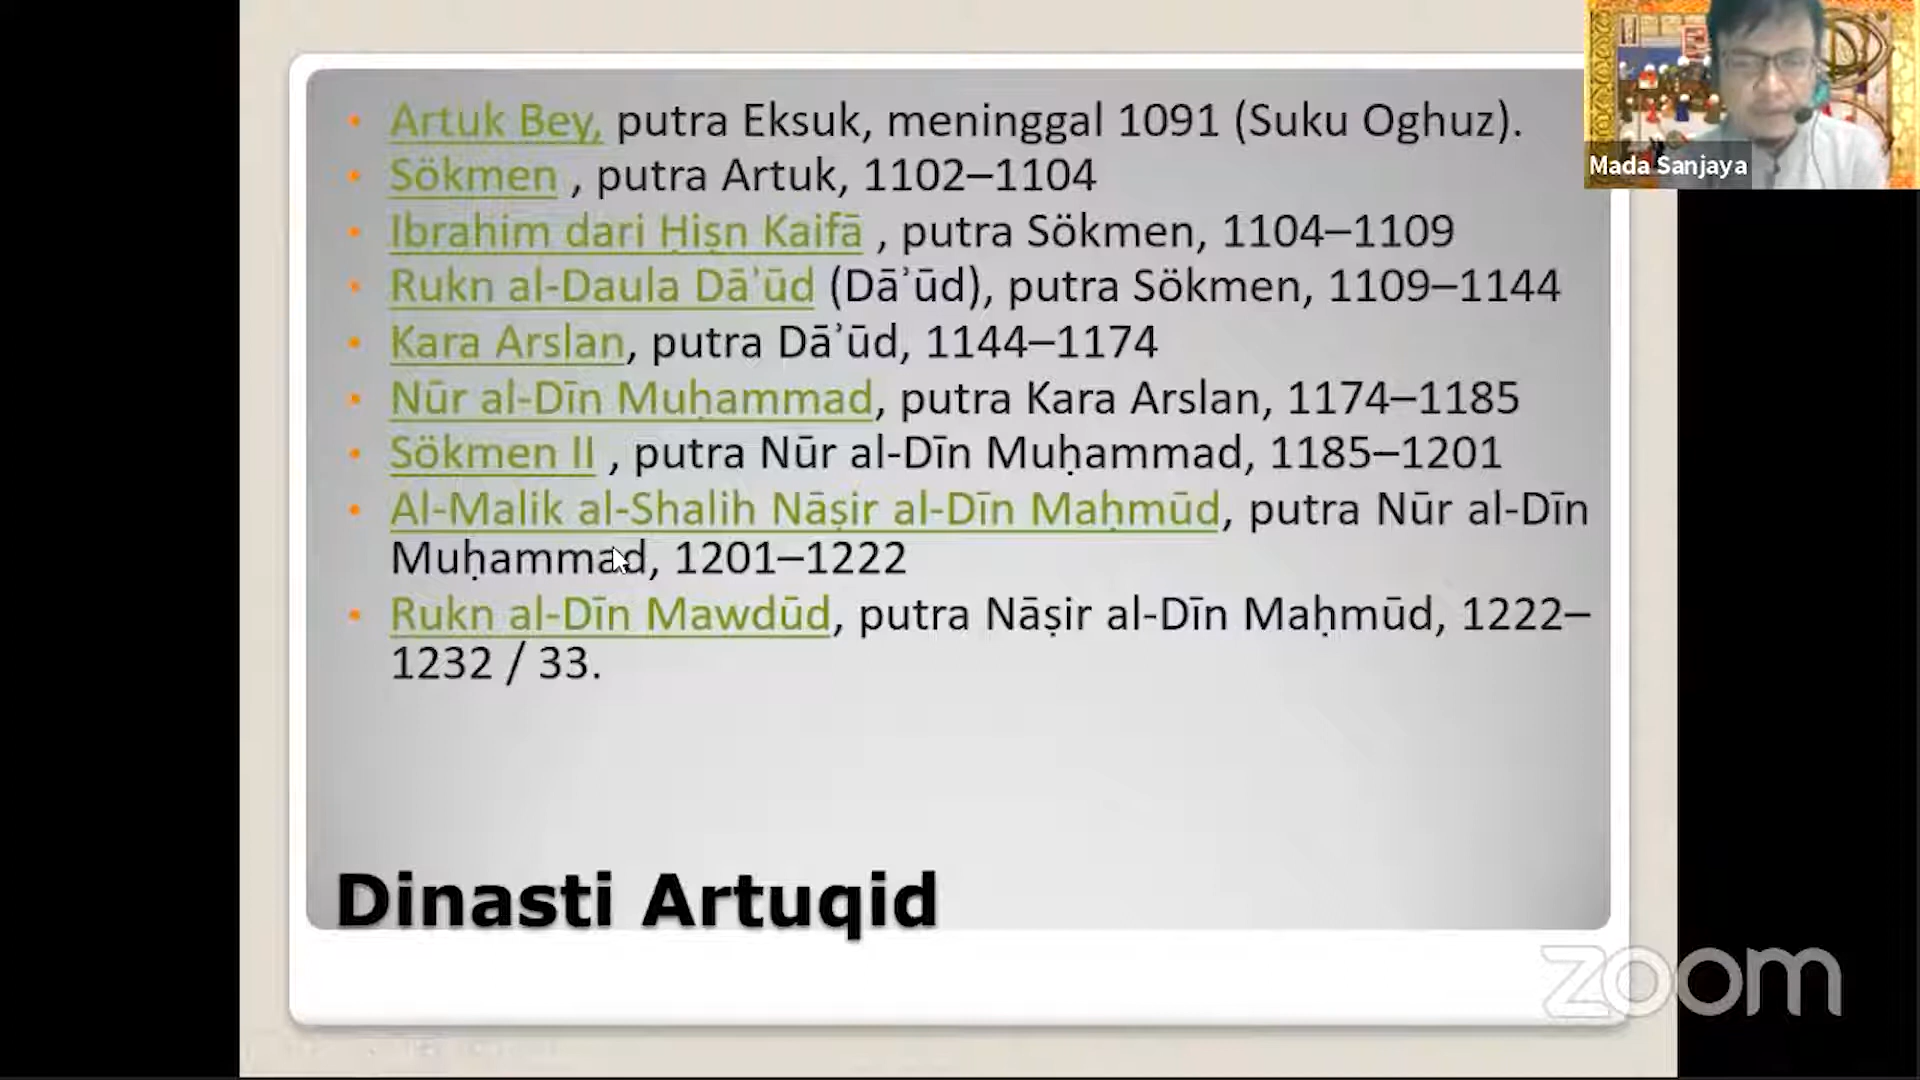 Artuk Bey, putra Eksuk, meninggal 1091 (Suku Oghuz).
Sökmen , putra Artuk, 1102–1104
Ibrahim dari Ḥiṣn Kaifā , putra Sökmen, 1104–1109
Rukn al-Daula Dāʾūd (Dāʾūd), putra Sökmen, 1109–1144
Kara Arslan, putra Dāʾūd, 1144–1174
Nūr al-Dīn Muḥammad, putra Kara Arslan, 1174–1185
Sökmen II , putra Nūr al-Dīn Muḥammad, 1185–1201
Al-Malik al-Shalih Nāṣir al-Dīn Maḥmūd, putra Nūr al-Dīn
Muḥammad, 1201–1222
Rukn al-Dīn Mawdūd, putra Nāṣir al-Dīn Maḥmūd, 1222–
1232 / 33.
Dinasti Artuqid
Mada Sanjaya
zoom